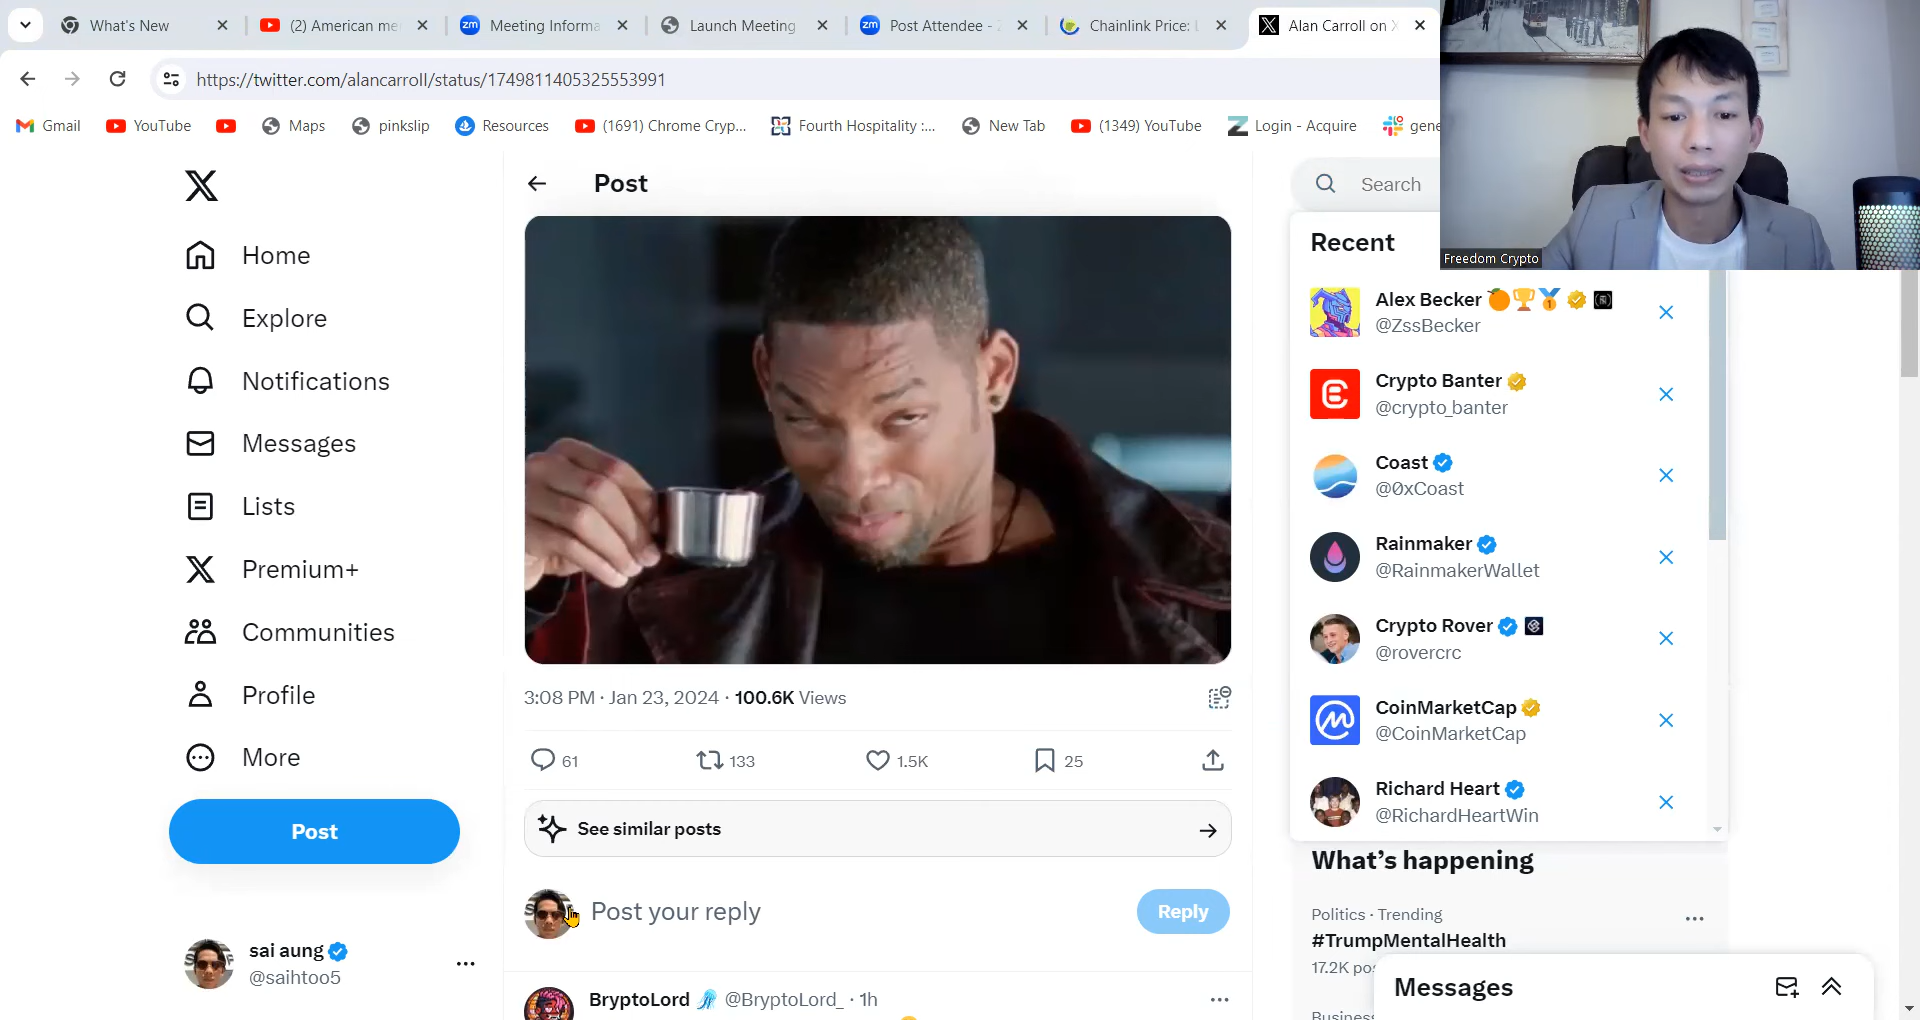 What's New
(2) American me
zm
Meeting Informa
Launch Meeting
zm
Post Attendee - Z
Chainlink Price: L
Alan Carroll on X
https://twitter.com/alancarroll/status/1749811405325553991
Gmail
YouTube
Maps
pinkslip
Resources
(1691) Chrome Cryp...
Fourth Hospitality :...
New Tab
(1349) YouTube
Login - Acquire
gene
Freedom Crypto
Home
Explore
Notifications
Messages
Lists
Premium+
Communities
Profile
More
Post
sai aung
@saihtoo5
Post
3:08 PM · Jan 23, 2024 · 100.6K Views
61
133
1.5K
25
See similar posts
Post your reply
Reply
BryptoLord @BryptoLord_ · 1h
Search
Recent
Alex Becker
@ZssBecker
Crypto Banter
@crypto_banter
Coast
@0xCoast
Rainmaker
@RainmakerWallet
Crypto Rover
@rovercrc
CoinMarketCap
@CoinMarketCap
Richard Heart
@RichardHeartWin
What's happening
Politics · Trending
#TrumpMentalHealth
17.2K pos
Messages